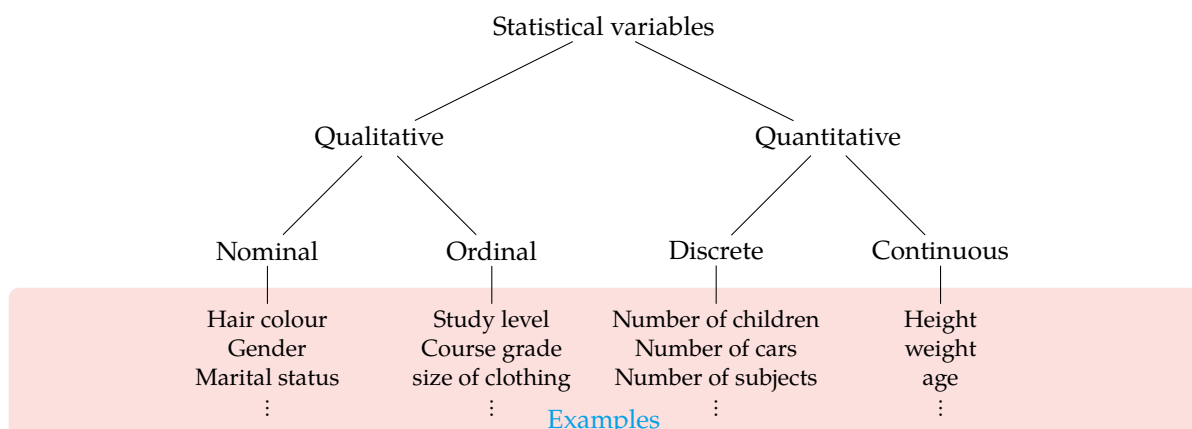 Statistical variables
Qualitative Quantitative
Nominal Ordinal Discrete Continuous
Hair colour Study level Number of children Height
Gender Course grade Number of cars weight
Marital status size of clothing Number of subjects age
⋮ ⋮ ⋮ ⋮
Examples